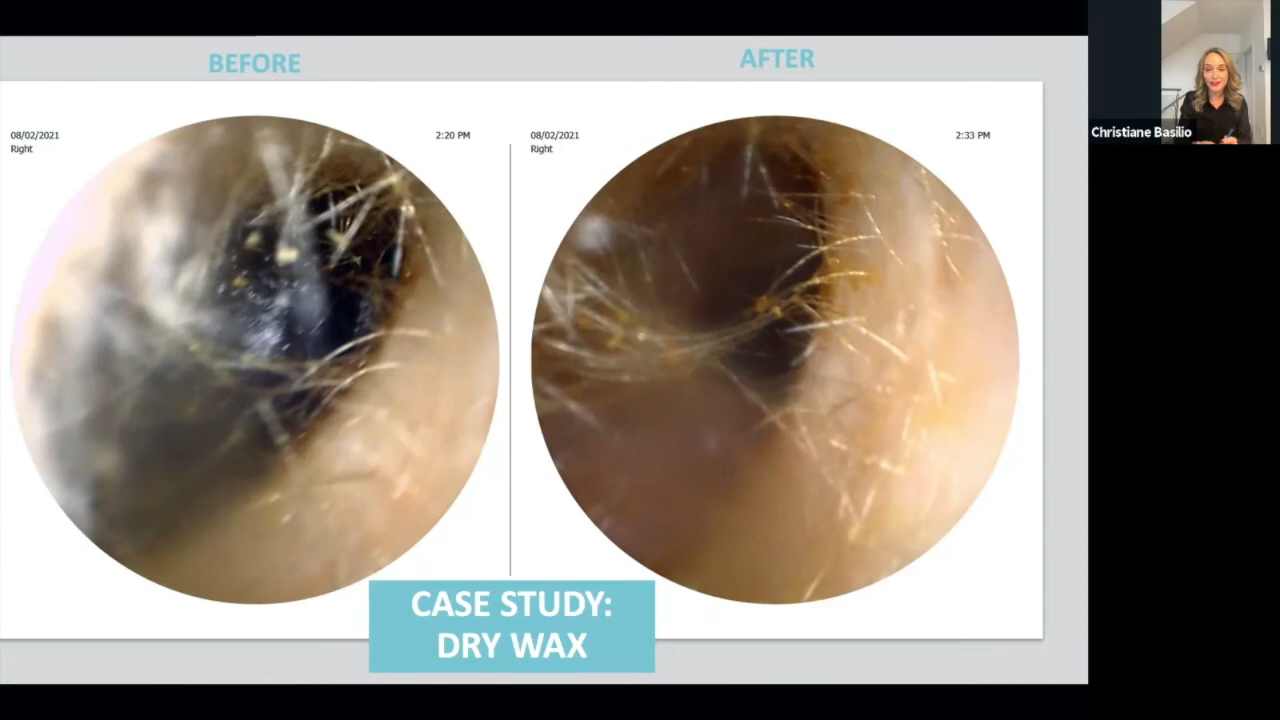 BEFORE
AFTER
08/02/2021
2:20 PM
Right
08/02/2021
2:33 PM
Right
CASE STUDY:
DRY WAX
Christiane Basilio